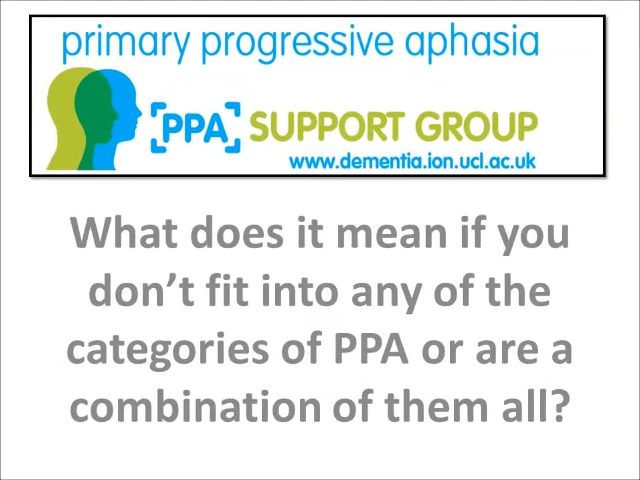 primary progressive aphasia
[PPA] SUPPORT GROUP
www.dementia.ion.ucl.ac.uk
What does it mean if you
don’t fit into any of the
categories of PPA or are a
combination of them all?